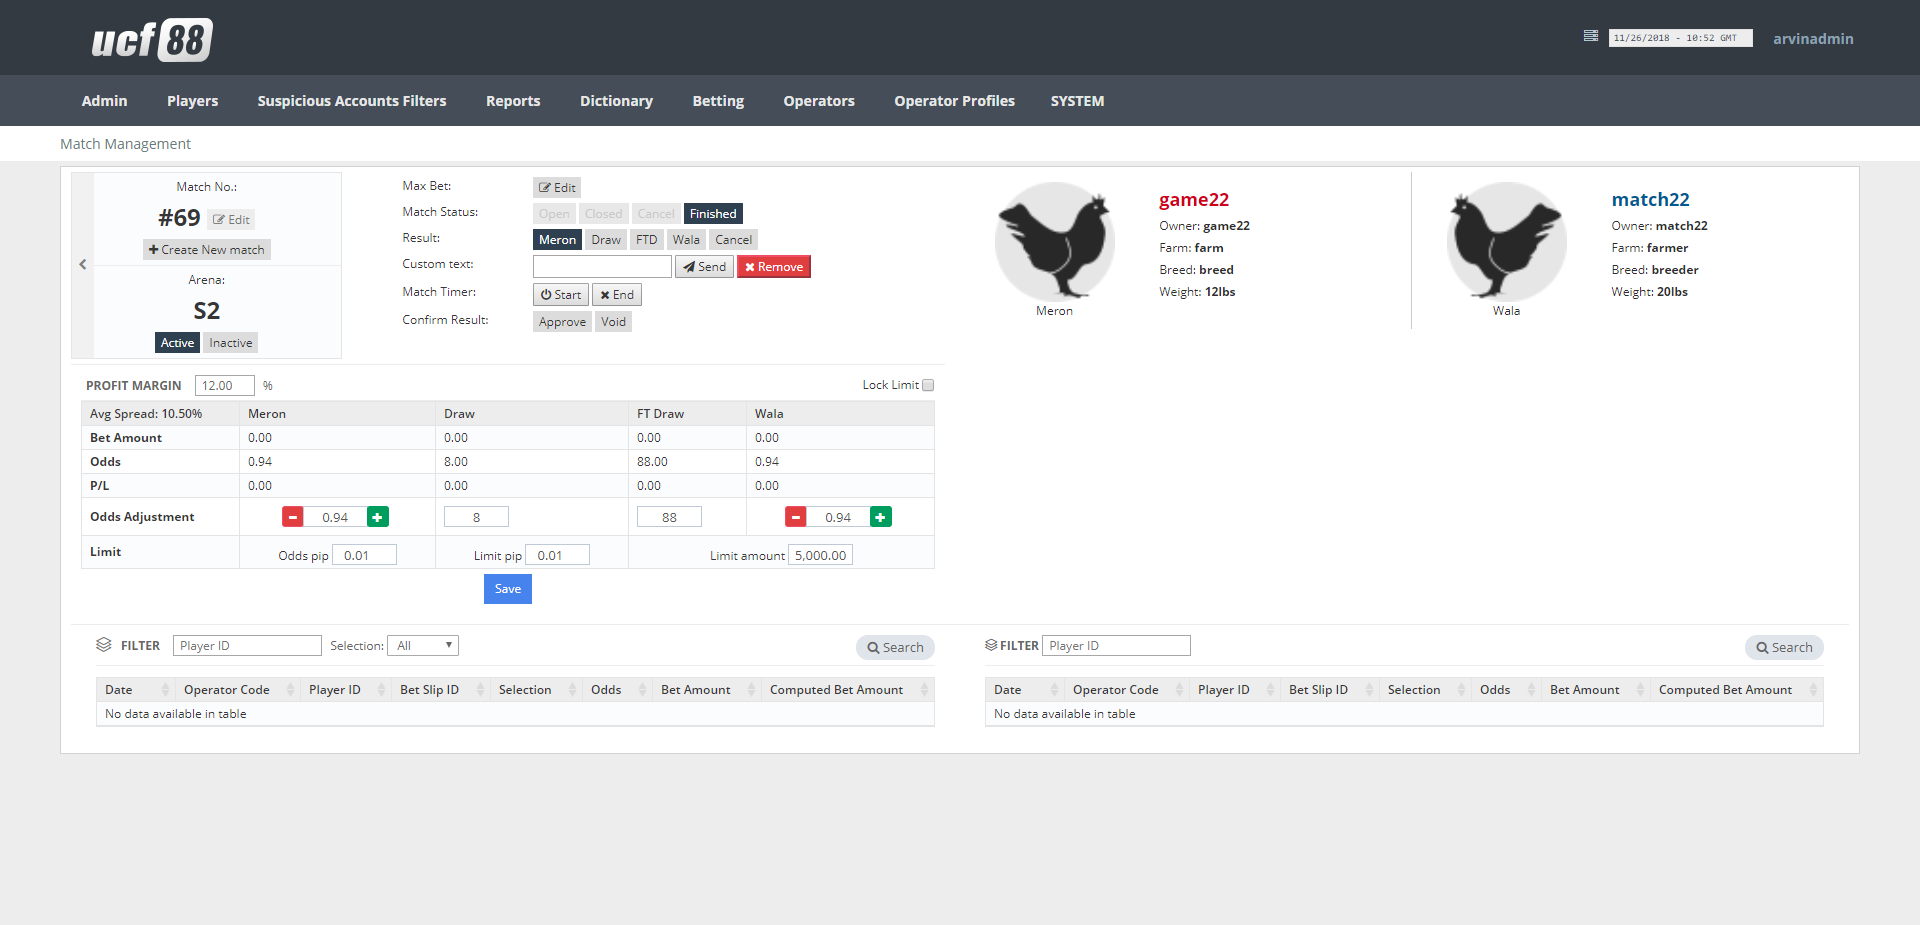 ucf 88
11/26/2018 - 10:52 GMT
arvinadmin
Admin Players Suspicious Accounts Filters Reports Dictionary Betting Operators Operator Profiles SYSTEM
Match Management
Match No.:
#69 Edit
Create New match
Arena:
S2
Active Inactive
Max Bet: Edit
Match Status: Open Closed Cancel Finished
Result: Meron Draw FTD Wala Cancel
Custom text: Send Remove
Match Timer: Start End
Confirm Result: Approve Void
Meron
game22
Owner: game22
Farm: farm
Breed: breed
Weight: 12lbs
Wala
match22
Owner: match22
Farm: farmer
Breed: breeder
Weight: 20lbs
PROFIT MARGIN 12.00 % Lock Limit
Avg Spread: 10.50% Meron Draw FT Draw Wala
Bet Amount 0.00 0.00 0.00 0.00
Odds 0.94 8.00 88.00 0.94
P/L 0.00 0.00 0.00 0.00
Odds Adjustment 0.94 8 88 0.94
Limit Odds pip 0.01 Limit pip 0.01 Limit amount 5,000.00
Save
FILTER Player ID Selection: All Search
Date Operator Code Player ID Bet Slip ID Selection Odds Bet Amount Computed Bet Amount
No data available in table
FILTER Player ID Search
Date Operator Code Player ID Bet Slip ID Selection Odds Bet Amount Computed Bet Amount
No data available in table